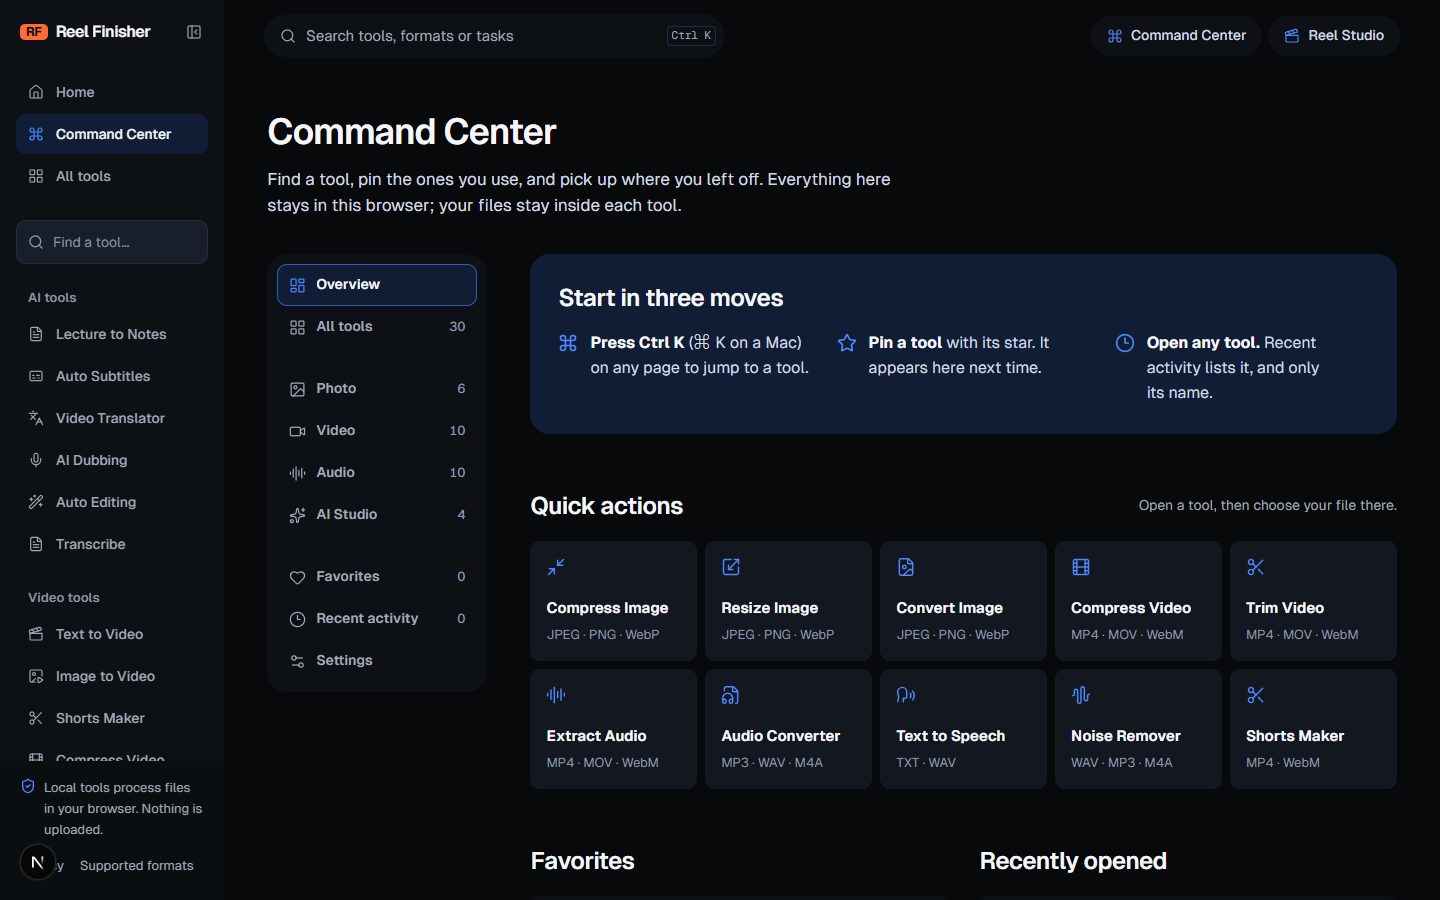 RF Reel Finisher
Home
Command Center
All tools
Find a tool…
AI tools
Lecture to Notes
Auto Subtitles
Video Translator
AI Dubbing
Auto Editing
Transcribe
Video tools
Text to Video
Image to Video
Shorts Maker
Compress Video
Local tools process files
in your browser. Nothing is
uploaded.
Supported formats
Search tools, formats or tasks Ctrl K
Command Center
Reel Studio
Command Center
Find a tool, pin the ones you use, and pick up where you left off. Everything here
stays in this browser; your files stay inside each tool.
Overview
All tools 30
Photo 6
Video 10
Audio 10
AI Studio 4
Favorites 0
Recent activity 0
Settings
Start in three moves
Press Ctrl K (⌘ K on a Mac)
on any page to jump to a tool.
Pin a tool with its star. It
appears here next time.
Open any tool. Recent
activity lists it, and only
its name.
Quick actions
Open a tool, then choose your file there.
Compress Image
JPEG · PNG · WebP
Resize Image
JPEG · PNG · WebP
Convert Image
JPEG · PNG · WebP
Compress Video
MP4 · MOV · WebM
Trim Video
MP4 · MOV · WebM
Extract Audio
MP4 · MOV · WebM
Audio Converter
MP3 · WAV · M4A
Text to Speech
TXT · WAV
Noise Remover
WAV · MP3 · M4A
Shorts Maker
MP4 · WebM
Favorites
Recently opened